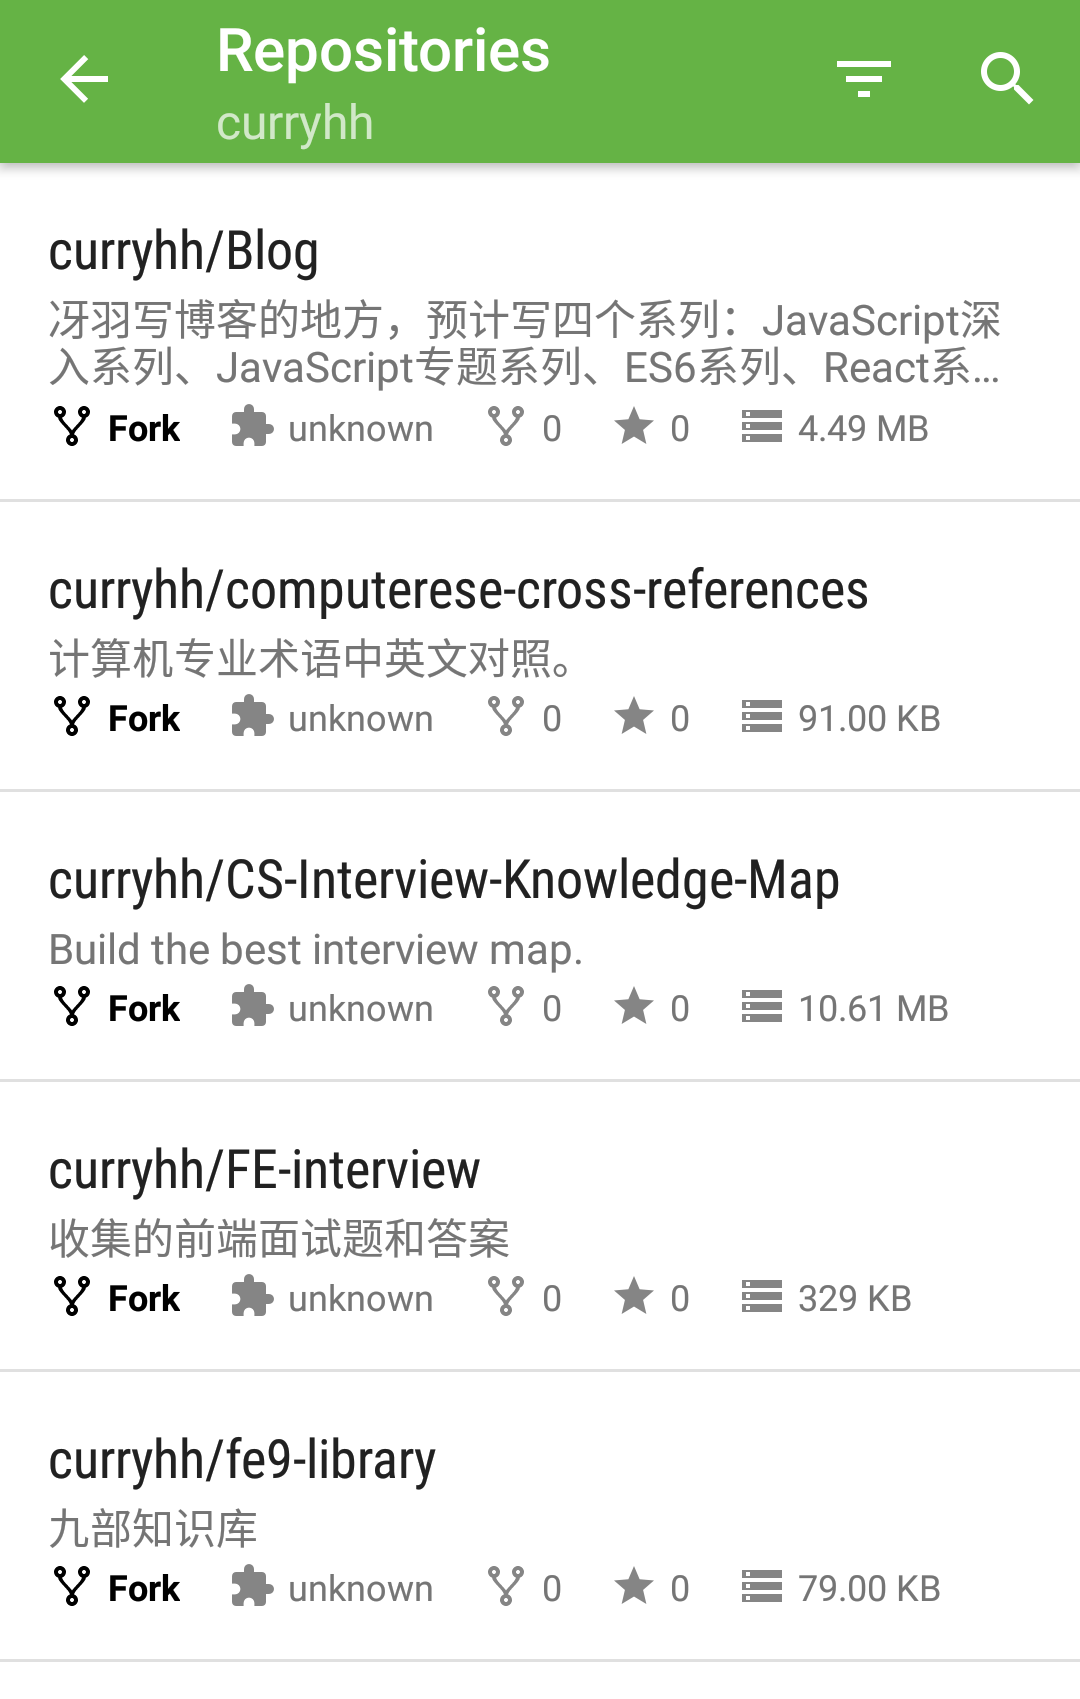 Repositories
curryhh
curryhh/Blog
冴羽写博客的地方，预计写四个系列：JavaScript深
入系列、JavaScript专题系列、ES6系列、React系...
Fork unknown 0 0 4.49 MB
curryhh/computerese-cross-references
计算机专业术语中英文对照。
Fork unknown 0 0 91.00 KB
curryhh/CS-Interview-Knowledge-Map
Build the best interview map.
Fork unknown 0 0 10.61 MB
curryhh/FE-interview
收集的前端面试题和答案
Fork unknown 0 0 329 KB
curryhh/fe9-library
九部知识库
Fork unknown 0 0 79.00 KB